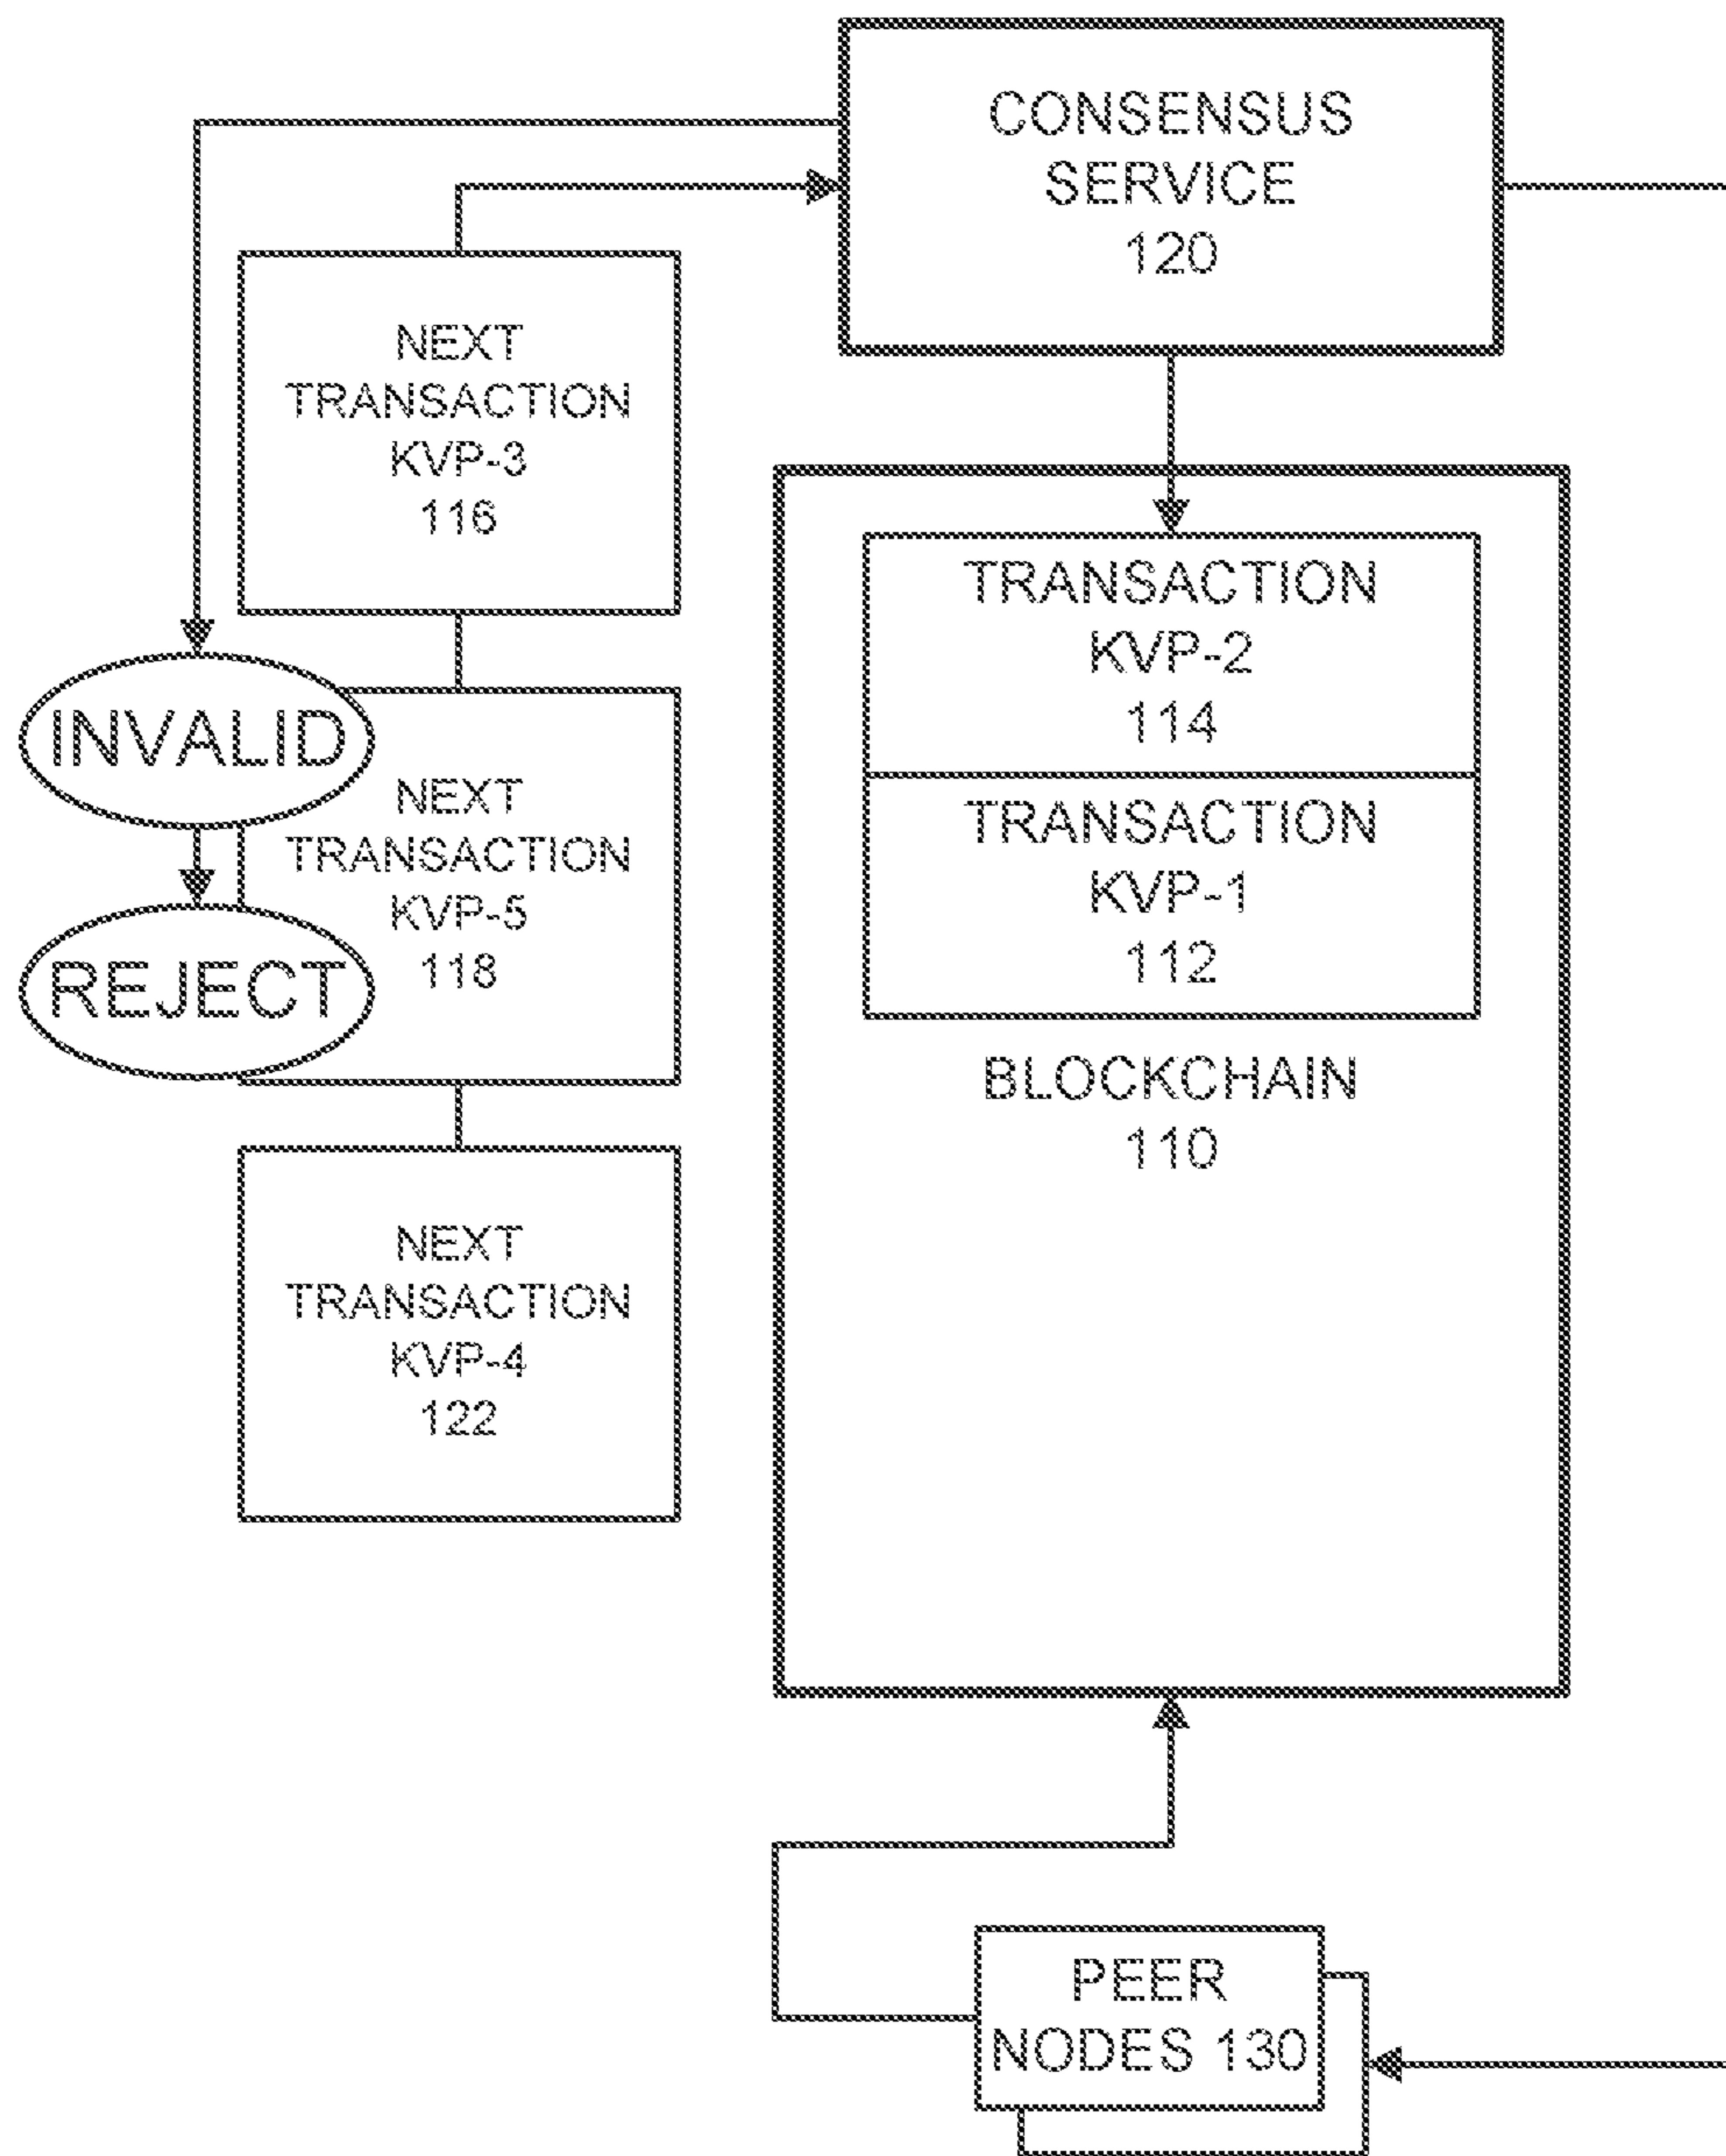 CONSENSUS
SERVICE
120
NEXT
TRANSACTION
KVP-3
116
TRANSACTION
KVP-2
114
INVALID
NEXT
TRANSACTION
KVP-5
118
TRANSACTION
KVP-1
112
REJECT
BLOCKCHAIN
110
NEXT
TRANSACTION
KVP-4
122
PEER
NODES 130